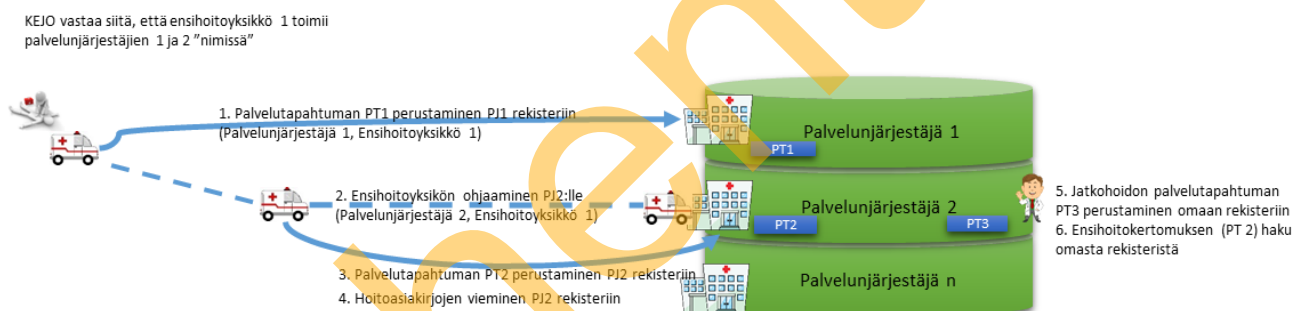 KEJO vastaa siitä, että ensihoitoyksikkö 1 toimii
palvelunjärjestäjien 1 ja 2 ”nimissä”
1. Palvelutapahtuman PT1 perustaminen PJ1 rekisteriin
(Palvelunjärjestäjä 1, Ensihoitoyksikkö 1)
Palvelunjärjestäjä 1
PT1
2. Ensihoitoyksikön ohjaaminen PJ2:lle
(Palvelunjärjestäjä 2, Ensihoitoyksikkö 1)
Palvelunjärjestäjä 2
PT2
PT3
5. Jatkohoidon palvelutapahtuman
PT3 perustaminen omaan rekisteriin
6. Ensihoitokertomuksen (PT 2) haku
omasta rekisteristä
3. Palvelutapahtuman PT2 perustaminen PJ2 rekisteriin
4. Hoitoasiakirjojen vieminen PJ2 rekisteriin
Palvelunjärjestäjä n